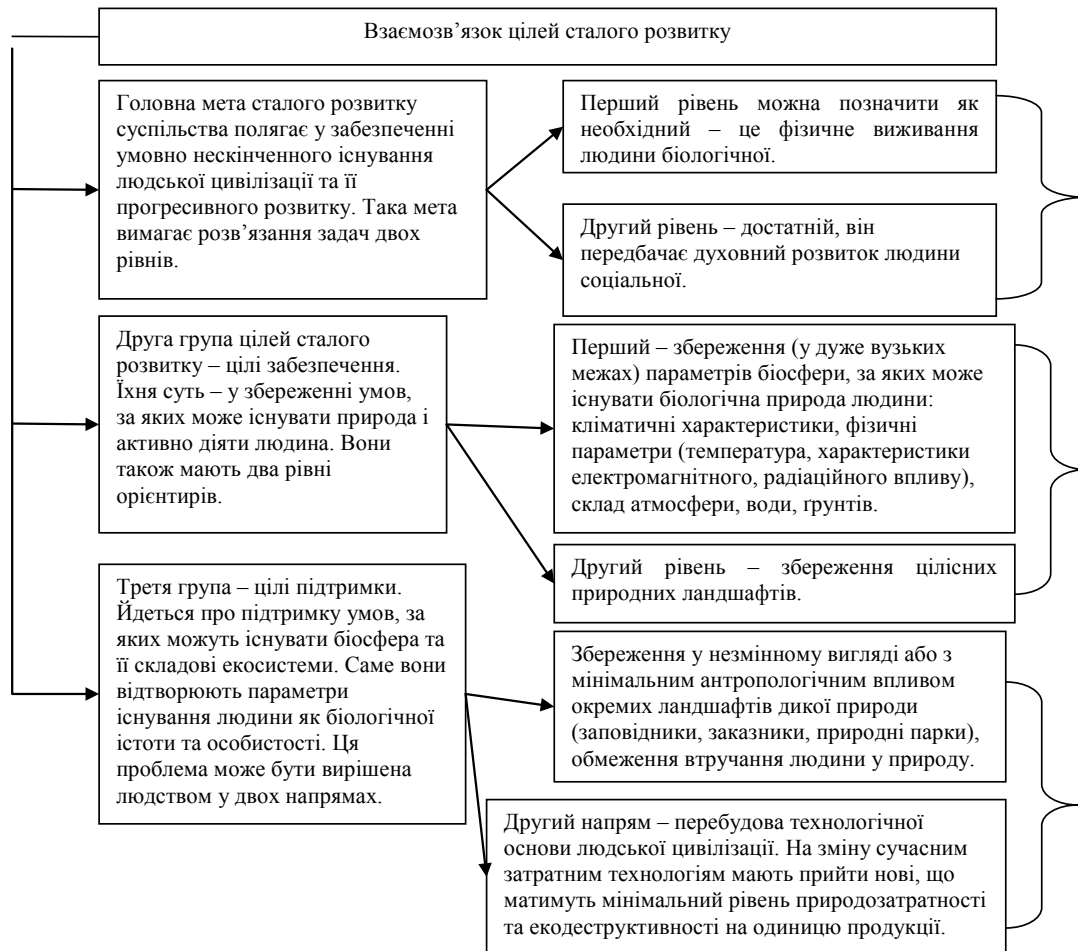 Взаємозв’язок цілей сталого розвитку
Головна мета сталого розвитку
суспільства полягає у забезпеченні
умовно нескінченного існування
людської цивілізації та її
прогресивного розвитку. Така мета
вимагає розв’язання задач двох
рівнів.
Перший рівень можна позначити як
необхідний – це фізичне виживання
людини біологічної.
Другий рівень – достатній, він
передбачає духовний розвиток людини
соціальної.
Друга група цілей сталого
розвитку – цілі забезпечення.
Їхня суть – у збереженні умов,
за яких може існувати природа і
активно діяти людина. Вони
також мають два рівні
орієнтирів.
Перший – збереження (у дуже вузьких
межах) параметрів біосфери, за яких може
існувати біологічна природа людини:
кліматичні характеристики, фізичні
параметри (температура, характеристики
електромагнітного, радіаційного впливу),
склад атмосфери, води, ґрунтів.
Другий рівень – збереження цілісних
природних ландшафтів.
Третя група – цілі підтримки.
Йдеться про підтримку умов, за
яких можуть існувати біосфера та
її складові екосистеми. Саме вони
відтворюють параметри
існування людини як біологічної
істоти та особистості. Ця
проблема може бути вирішена
людством у двох напрямах.
Збереження у незмінному вигляді або з
мінімальним антропологічним впливом
окремих ландшафтів дикої природи
(заповідники, заказники, природні парки),
обмеження втручання людини у природу.
Другий напрям – перебудова технологічної
основи людської цивілізації. На зміну сучасним
затратним технологіям мають прийти нові, що
матимуть мінімальний рівень природозатратності
та екодеструктивності на одиницю продукції.